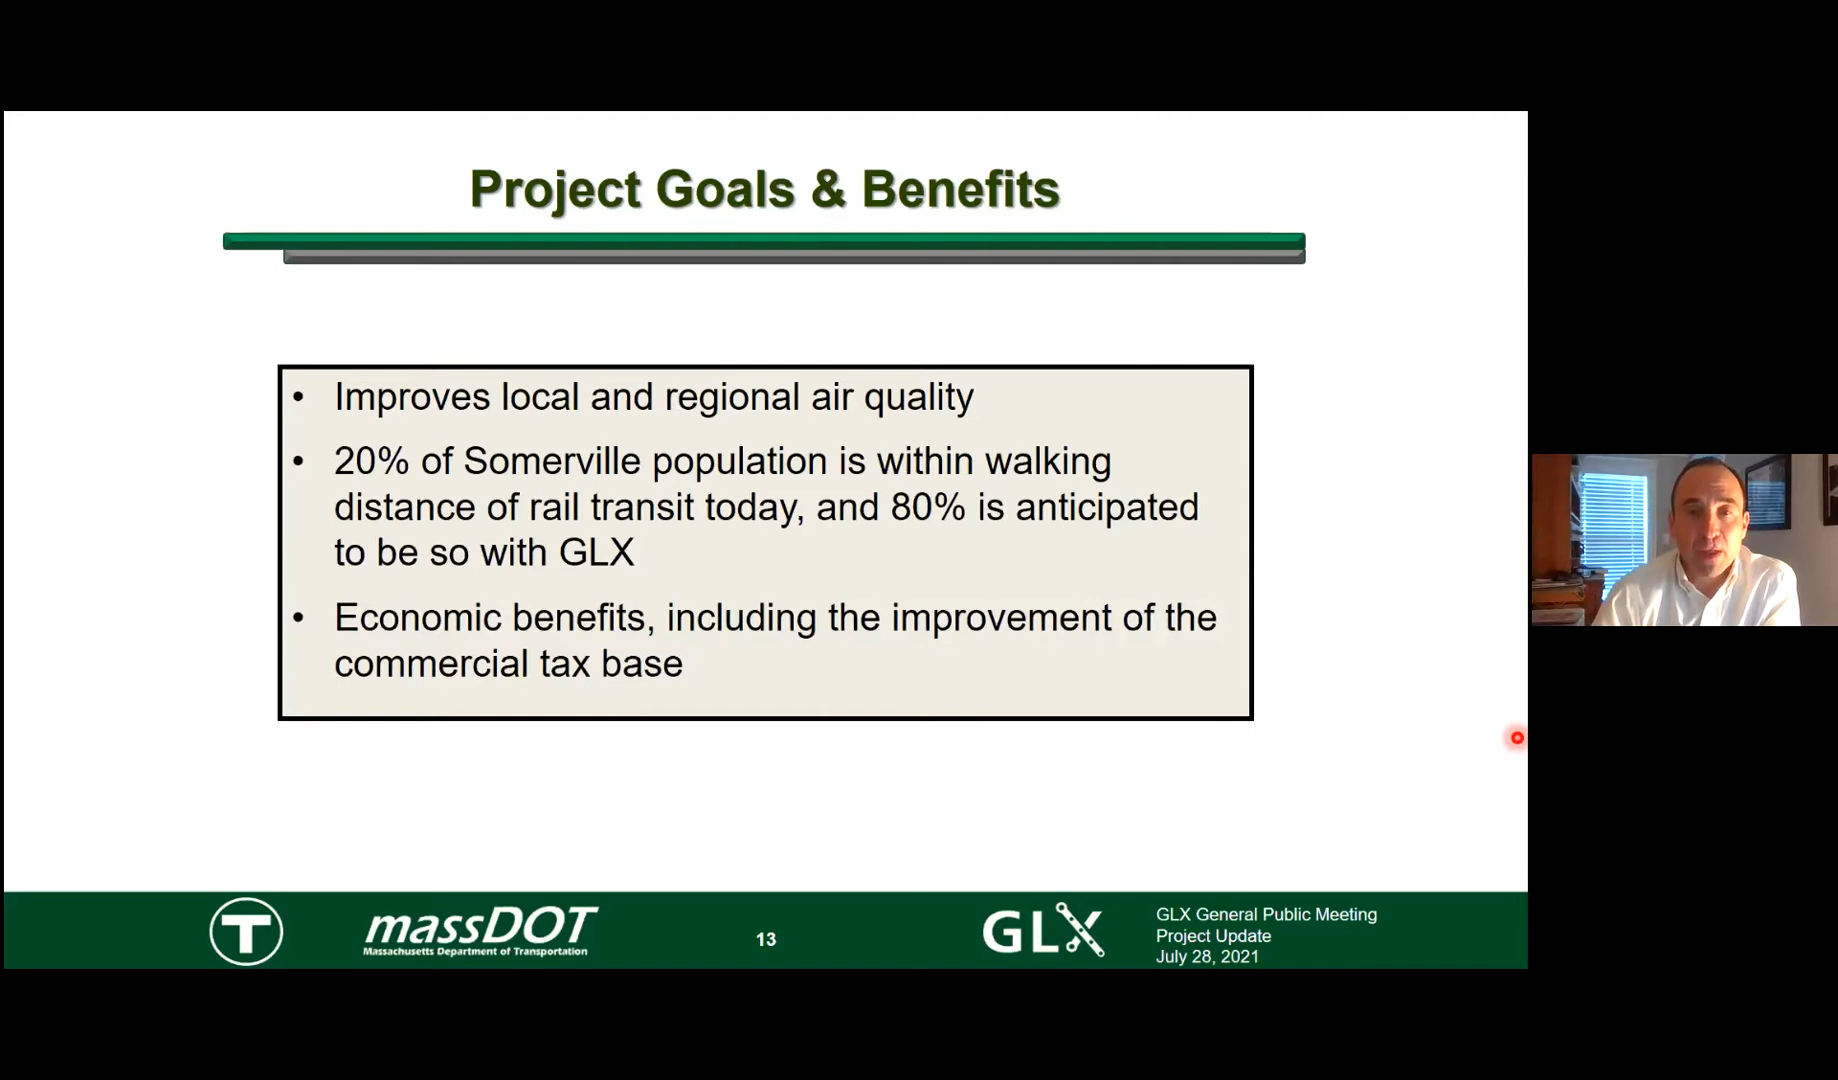 Project Goals & Benefits
• Improves local and regional air quality
• 20% of Somerville population is within walking
distance of rail transit today, and 80% is anticipated
to be so with GLX
• Economic benefits, including the improvement of the
commercial tax base
T
massDOT
Massachusetts Department of Transportation
13
GLX
GLX General Public Meeting
Project Update
July 28, 2021